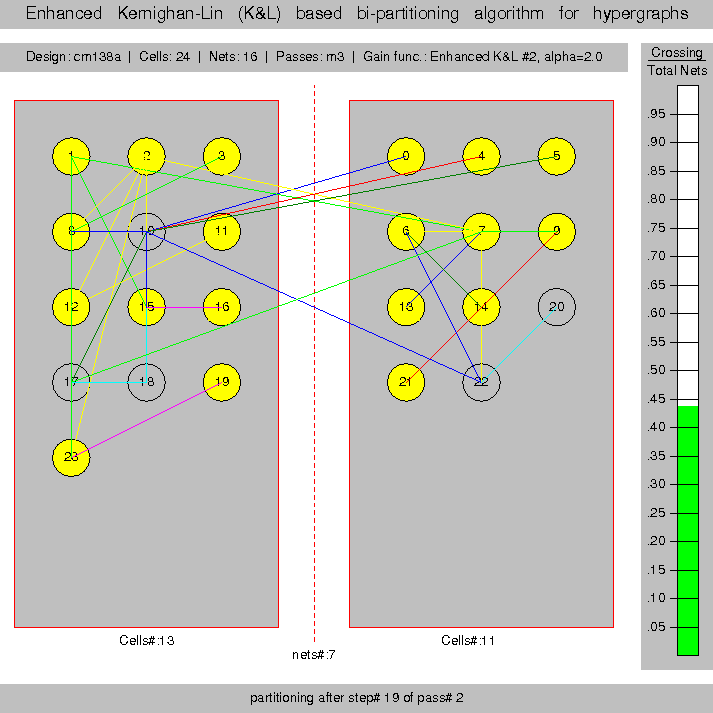 Enhanced Kernighan-Lin (K&L) based bi-partitioning algorithm for hypergraphs
Design: cm138a | Cells: 24 | Nets: 16 | Passes: m3 | Gain func.: Enhanced K&L #2, alpha=2.0
Crossing
Total Nets
.95
.90
.85
.80
.75
.70
.65
.60
.55
.50
.45
.40
.35
.30
.25
.20
.15
.10
.05
1 2 3
8 10 11
12 15 16
17 18 19
23
0 4 5
6 7 9
13 14 20
21 22
Cells#:13
Cells#:11
nets#:7
partitioning after step# 19 of pass# 2